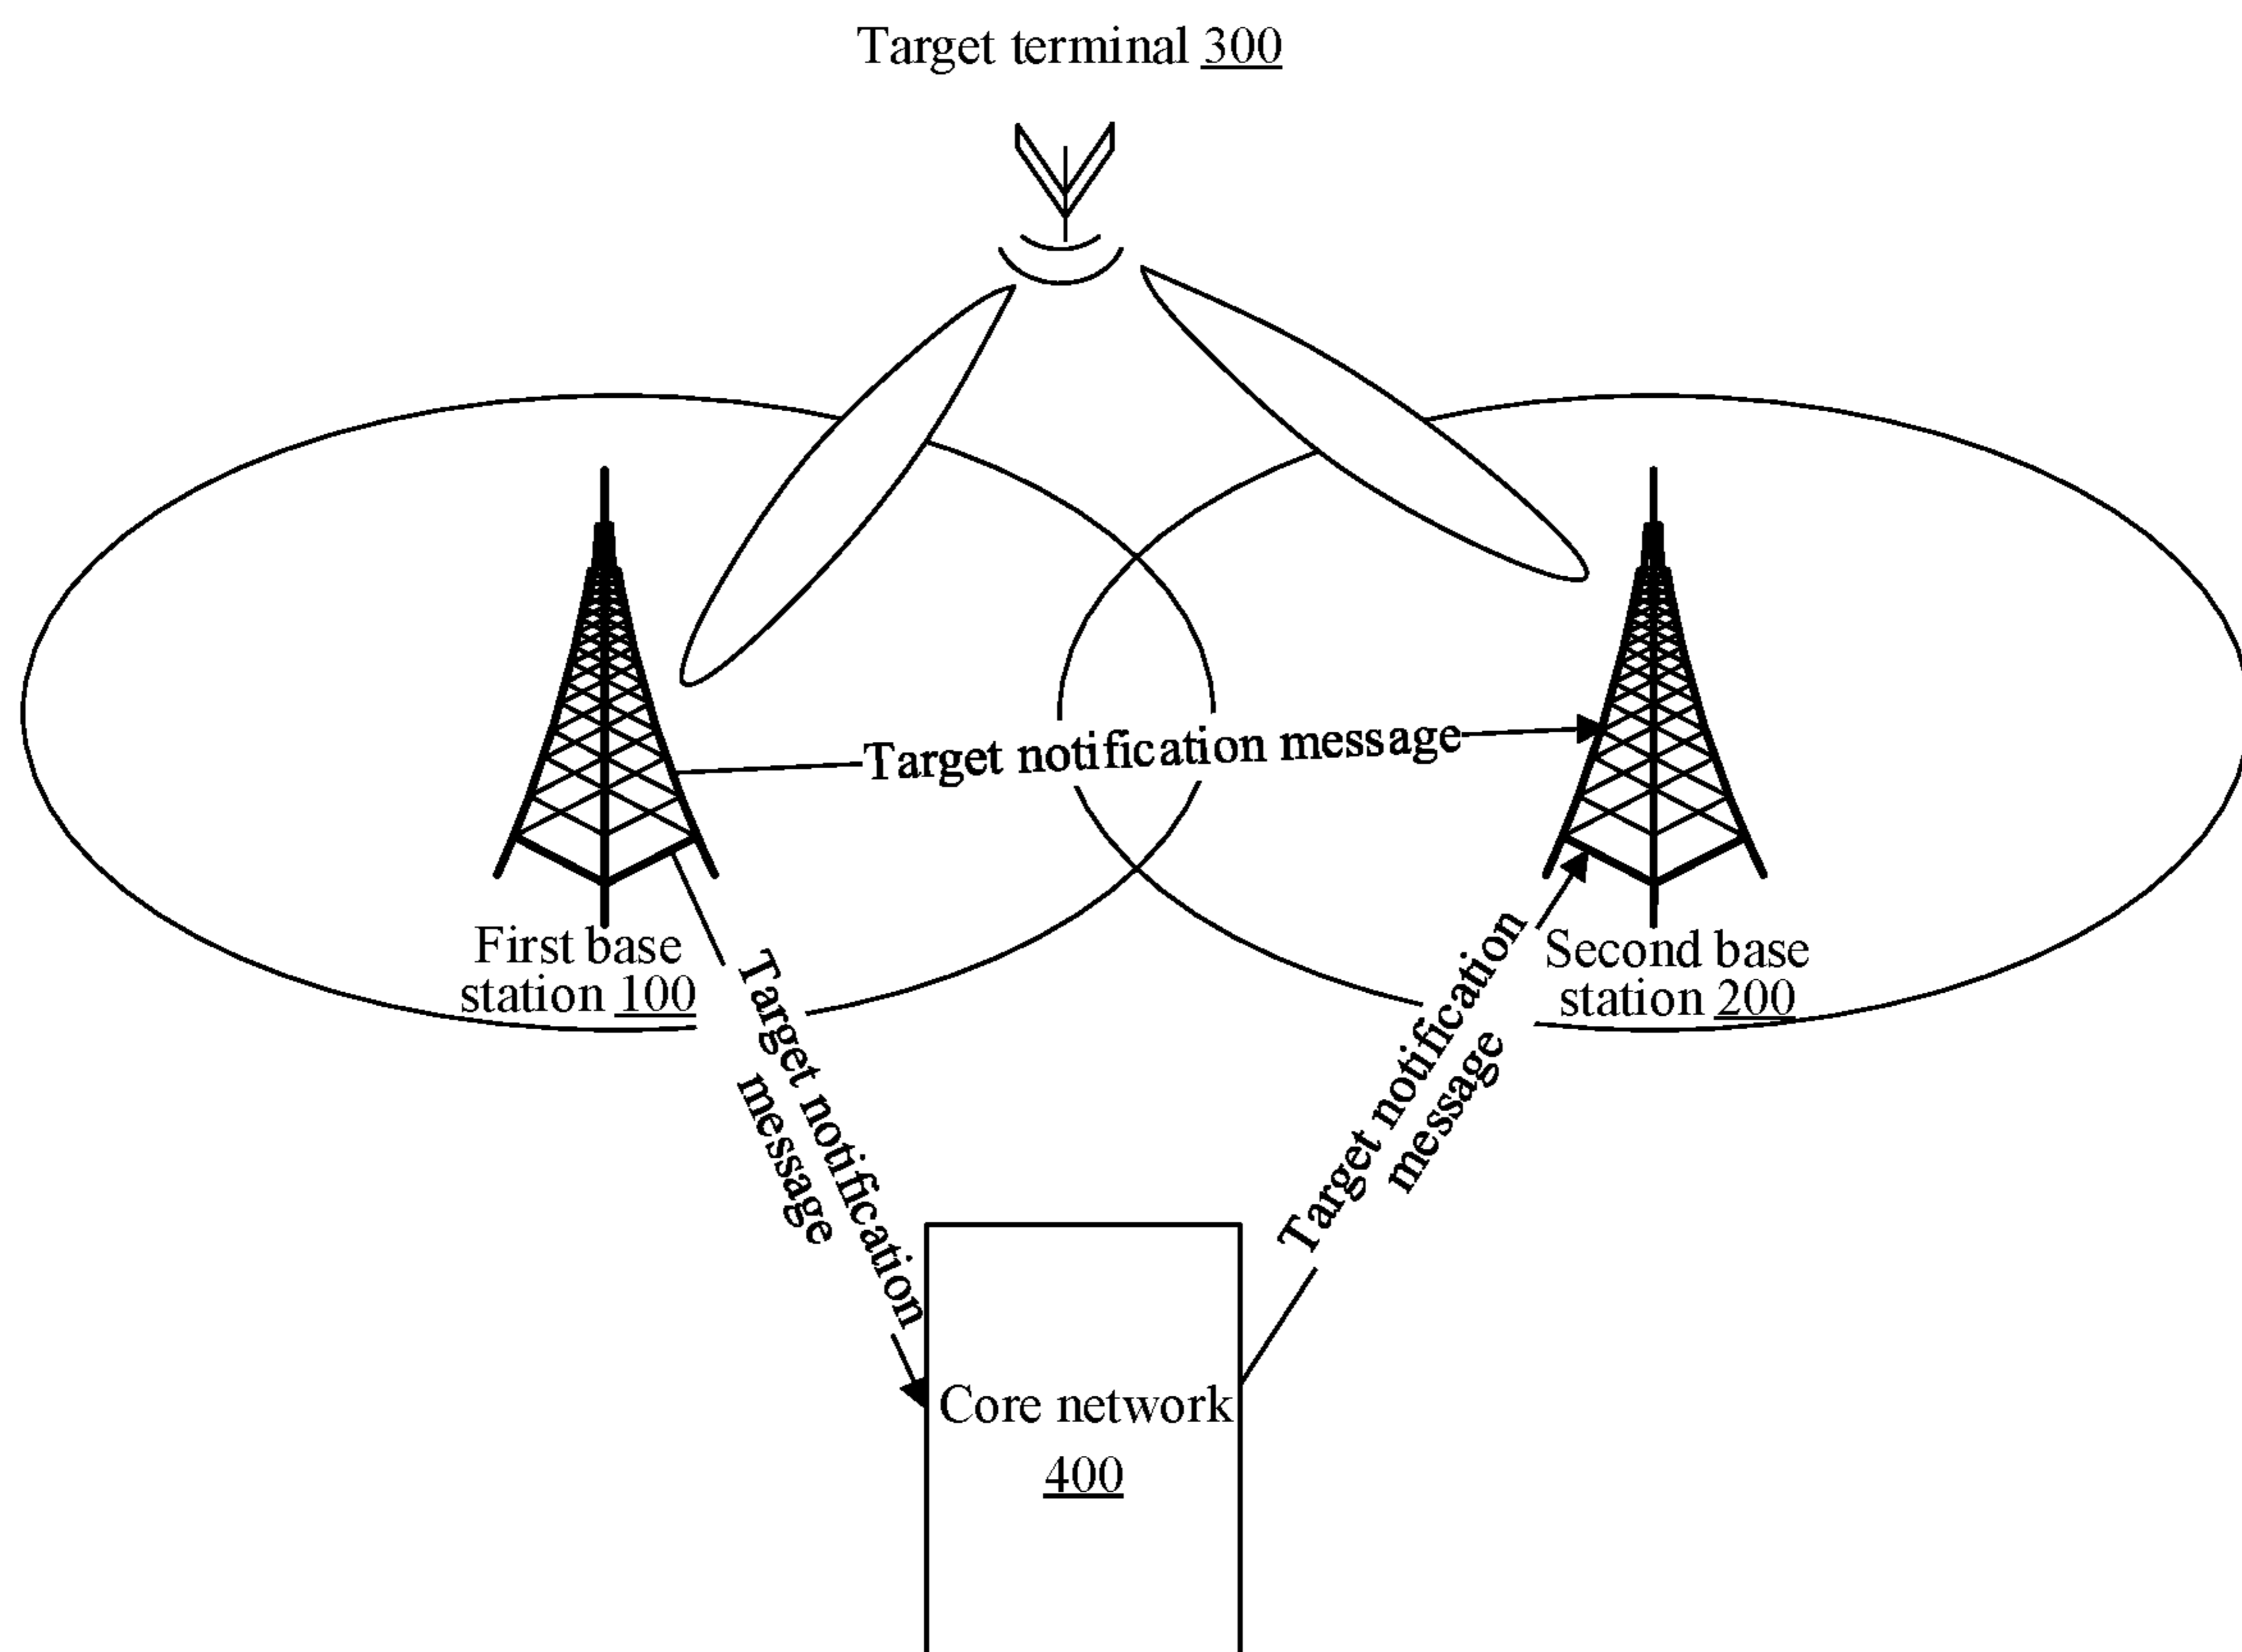 Target terminal 300
Target notification message
First base
station 100
Second base
station 200
Target notification
message
Target notification
message
Core network
400